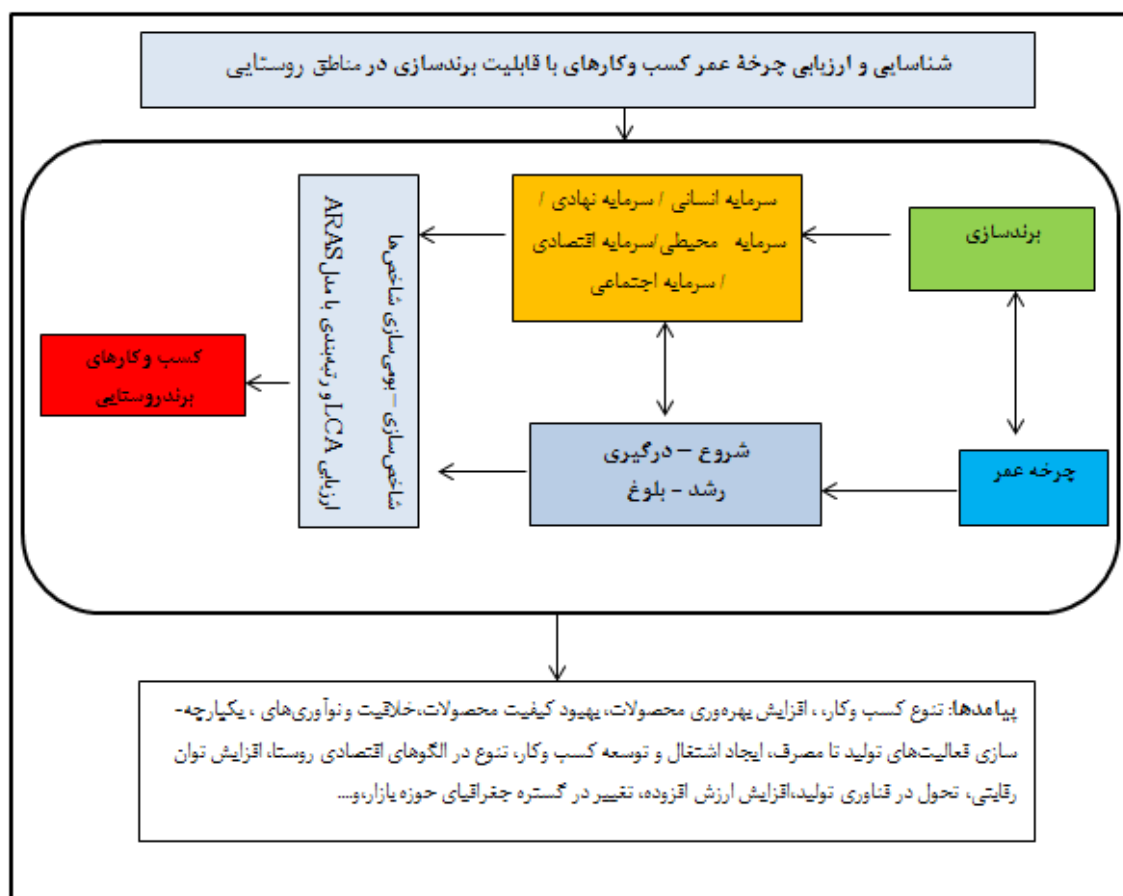 شناسایی و ارزیابی چرخۀ عمر کسب وکارهای با قابلیت برندسازی در مناطق روستایی
برندسازی
سرمایه انسانی / سرمایه نهادی /
سرمایه محیطی/سرمایه اقتصادی
/ سرمایه اجتماعی
چرخه عمر
شروع – درگیری
رشد - بلوغ
شاخص‌سازی – بومی‌سازی شاخص‌ها
ارزیابی LCA و رتبه‌بندی با مدل ARAS
کسب وکارهای
برندروستایی
پیامدها: تنوع کسب وکار، ، افزایش بهره‌وری محصولات، بهبود کیفیت محصولات،خلاقیت و نوآوری‌های ، یکپارچه-
سازی فعالیت‌های تولید تا مصرف، ایجاد اشتغال و توسعه کسب وکار، تنوع در الگوهای اقتصادی روستا، افزایش توان
رقابتی، تحول در فناوری تولید،افزایش ارزش افزوده، تغییر در گستره جغرافیای حوزه بازار،و....